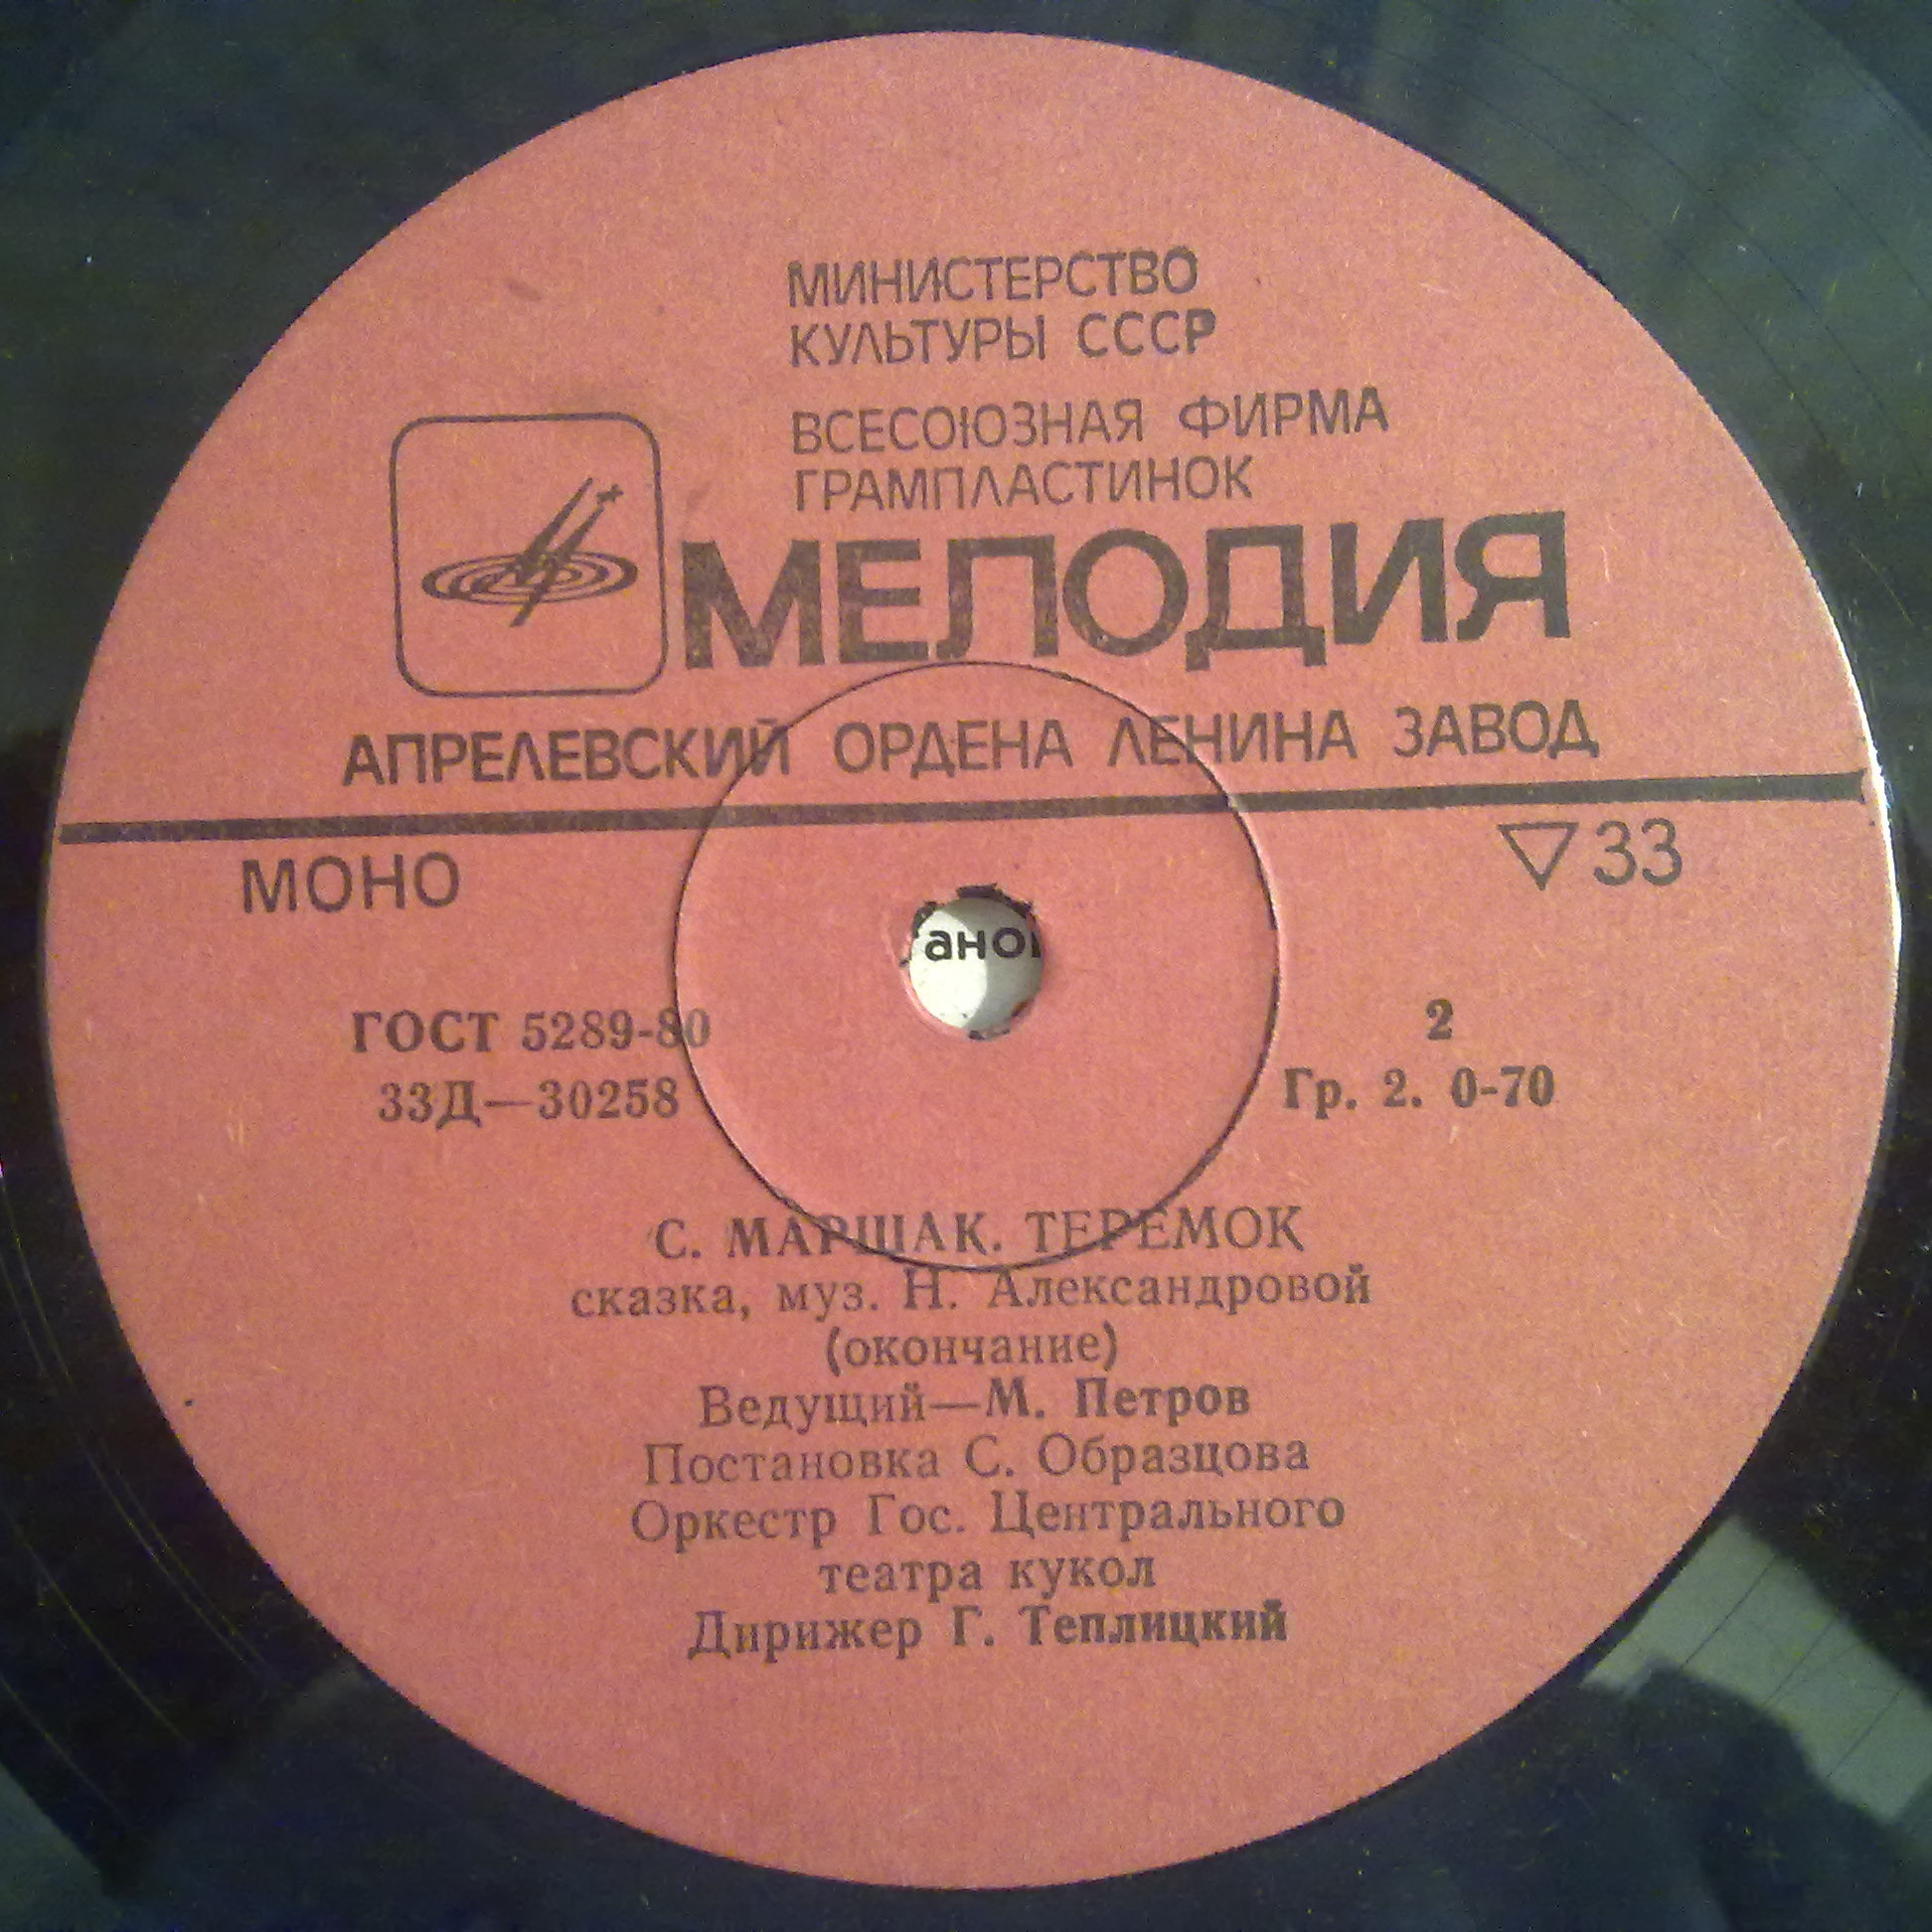 МИНИСТЕРСТВО
КУЛЬТУРЫ СССР
ВСЕСОЮЗНАЯ ФИРМА
ГРАМПЛАСТИНОК
МЕЛОДИЯ
АПРЕЛЕВСКИЙ ОРДЕНА ЛЕНИНА ЗАВОД
МОНО
▽33
ано
ГОСТ 5289-80
2
33Д—30258
Гр. 2. 0-70
С. МАРШАК. ТЕРЕМОК
сказка, муз. Н. Александровой
(окончание)
Ведущий—М. Петров
Постановка С. Образцова
Оркестр Гос. Центрального
театра кукол
Дирижер Г. Теплицкий